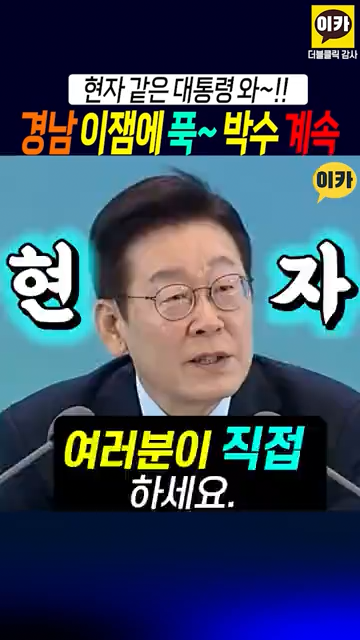 이카
더블클릭 감사
현자 같은 대통령 와~!!
경남 이잼에 푹~ 박수 계속
이카
현 자
여러분이 직접
하세요.